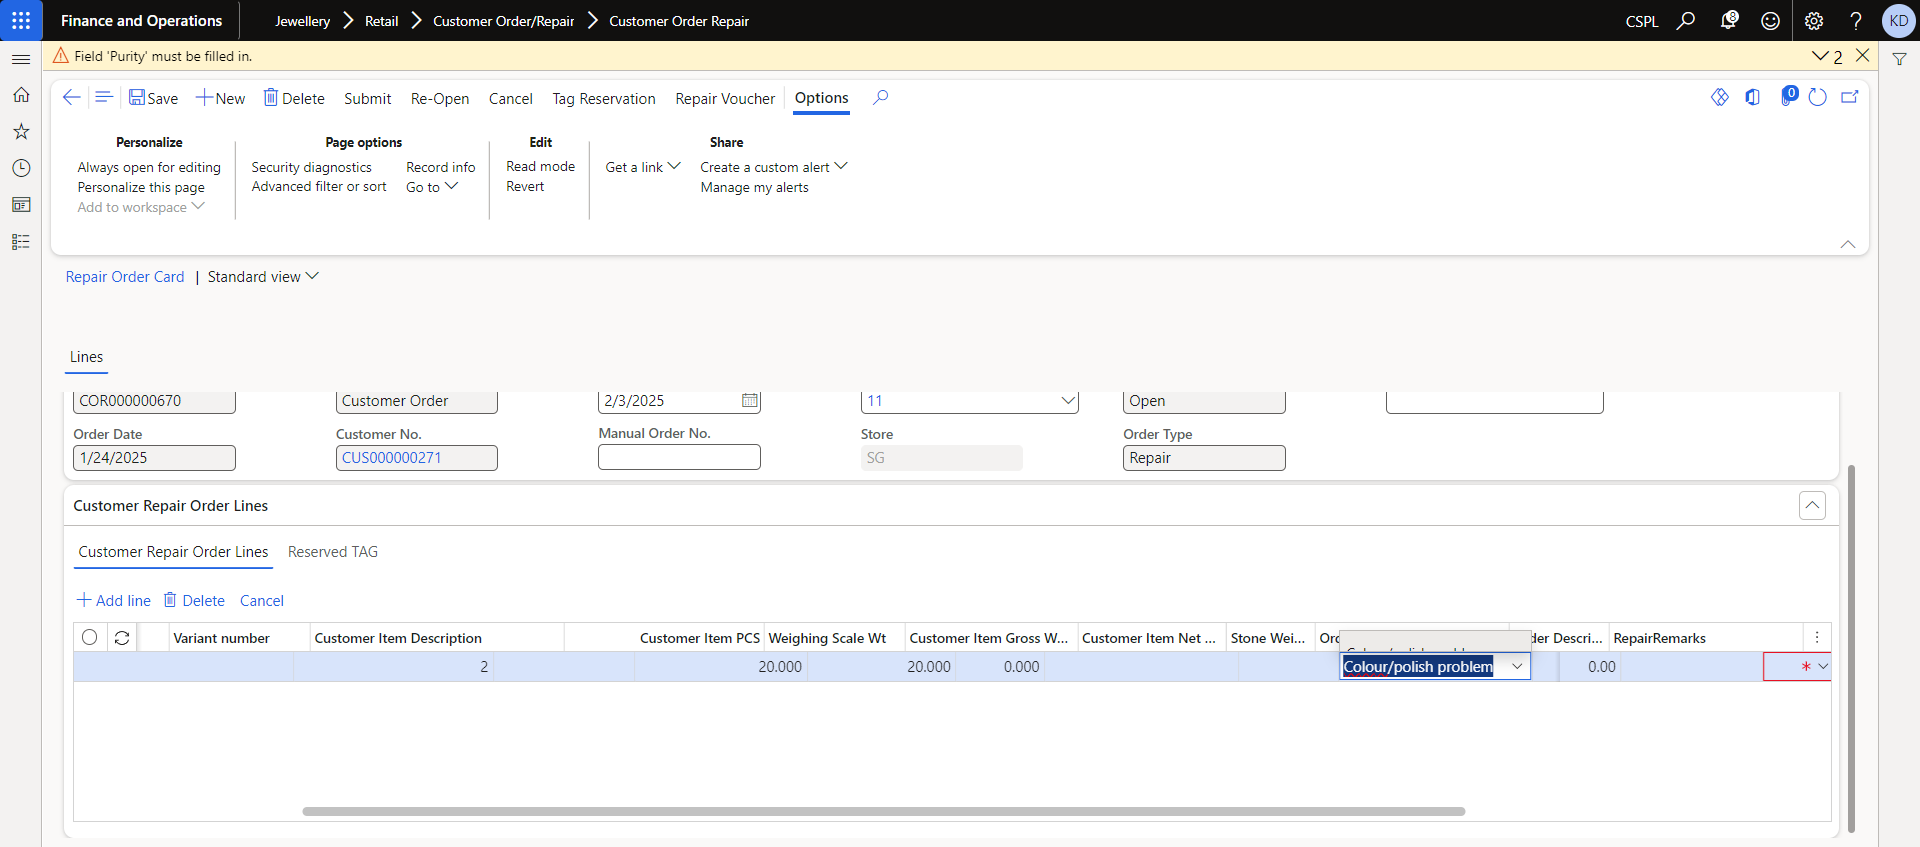 Finance and Operations
Jewellery
Retail
Customer Order/Repair
Customer Order Repair
CSPL
8
KD
Field 'Purity' must be filled in.
2
Save
New
Delete
Submit
Re-Open
Cancel
Tag Reservation
Repair Voucher
Options
0
Personalize
Always open for editing
Personalize this page
Add to workspace
Page options
Security diagnostics
Advanced filter or sort
Record info
Go to
Edit
Read mode
Revert
Share
Get a link
Create a custom alert
Manage my alerts
Repair Order Card | Standard view
Lines
COR000000670
Customer Order
2/3/2025
11
Open
Order Date
Customer No.
Manual Order No.
Store
Order Type
1/24/2025
CUS000000271
SG
Repair
Customer Repair Order Lines
Customer Repair Order Lines
Reserved TAG
Add line
Delete
Cancel
Variant number
Customer Item Description
Customer Item PCS
Weighing Scale Wt
Customer Item Gross W...
Customer Item Net ...
Stone Wei...
Descri...
RepairRemarks
2
20.000
20.000
0.000
Colour/polish problem
0.00
*